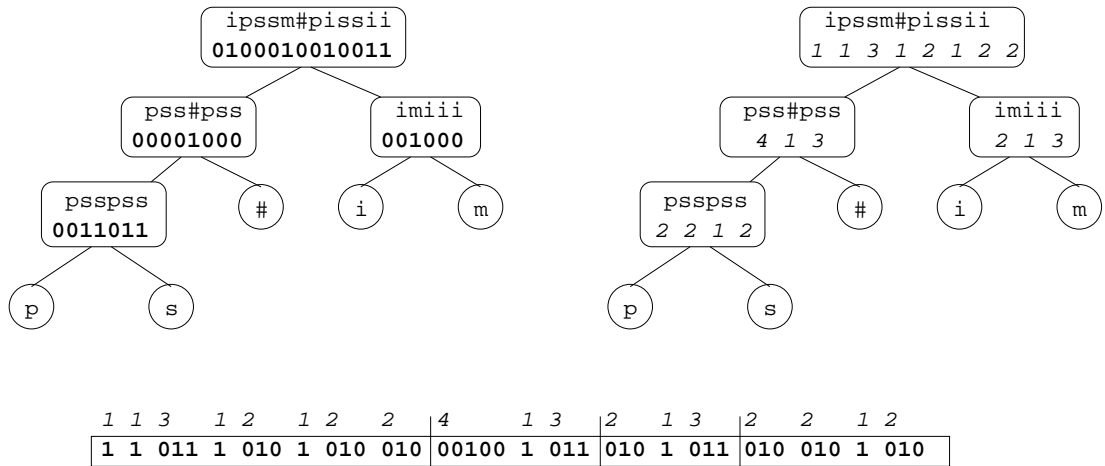 ipssm#pissii
0100010010011
pss#pss
00001000
imiii
001000
psspss
0011011
#
i
m
p
s
ipssm#pissii
1 1 3 1 2 1 2 2
pss#pss
4 1 3
imiii
2 1 3
psspss
2 2 1 2
#
i
m
p
s
1 1 3 1 2 1 2 2 4 1 3 2 1 3 2 2 1 2
1 1 011 1 010 1 010 010 00100 1 011 010 1 011 010 010 1 010